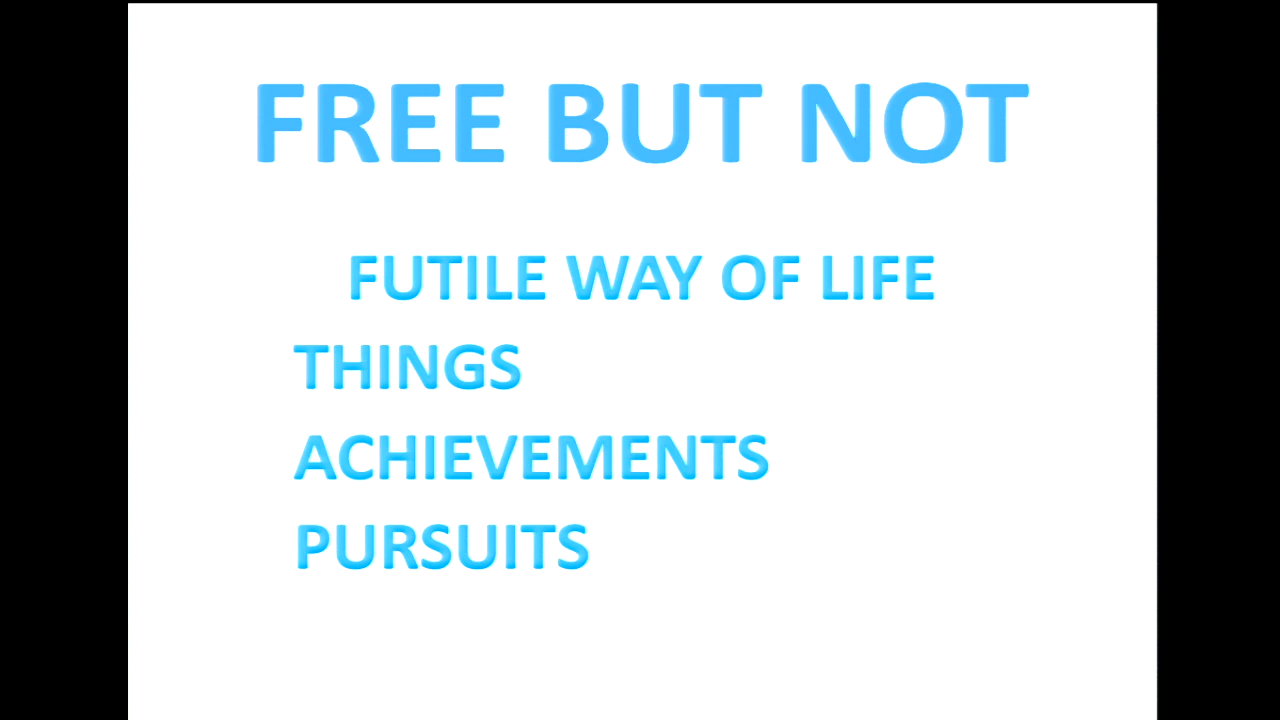 FREE BUT NOT
FUTILE WAY OF LIFE
THINGS
ACHIEVEMENTS
PURSUITS